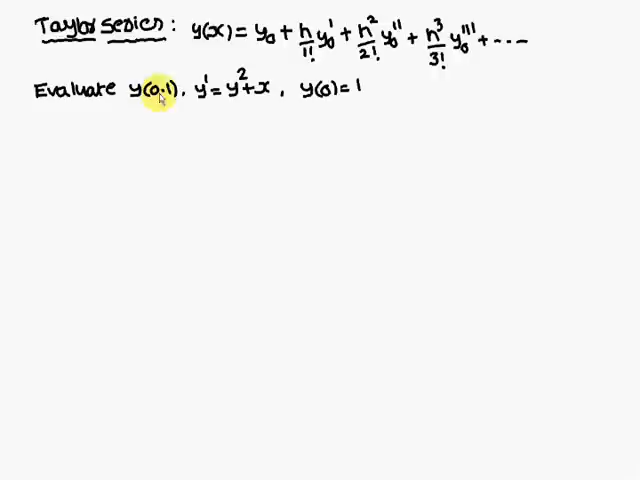 Taylor Series : y(x) = y₀ + h/1! y₀' + h²/2! y₀'' + h³/3! y₀''' + ----
Evaluate y(0.1), y' = y²+x , y(0)=1